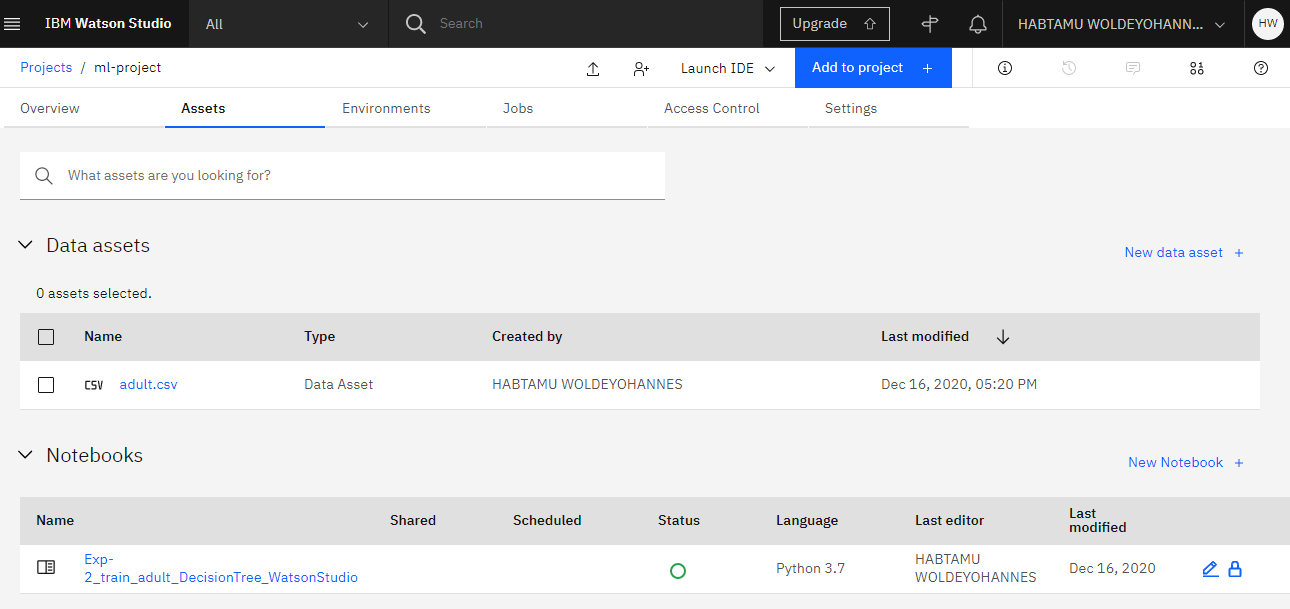 IBM Watson Studio
All
Search
Upgrade
HABTAMU WOLDEYOHANN...
HW
Projects / ml-project
Launch IDE
Add to project +
Overview
Assets
Environments
Jobs
Access Control
Settings
What assets are you looking for?
Data assets
New data asset +
0 assets selected.
Name
Type
Created by
Last modified
CSV
adult.csv
Data Asset
HABTAMU WOLDEYOHANNES
Dec 16, 2020, 05:20 PM
Notebooks
New Notebook +
Name
Shared
Scheduled
Status
Language
Last editor
Last
modified
Exp-
2_train_adult_DecisionTree_WatsonStudio
Python 3.7
HABTAMU
WOLDEYOHANNES
Dec 16, 2020